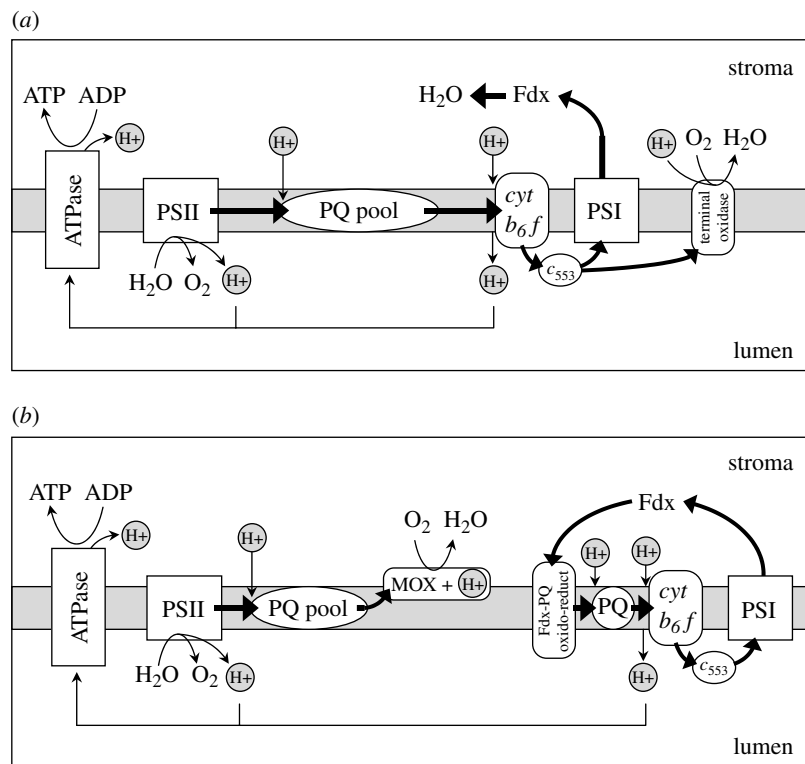 (a)
stroma
ATP ADP
H+
H₂O Fdx
H+
H+
H+ O₂ H₂O
ATPase
PSII
PQ pool
cyt
b₆f
PSI
terminal
oxidase
c₅₅₃
H₂O O₂ H+
H+
lumen
(b)
stroma
ATP ADP
H+
H+
O₂ H₂O
Fdx
H+
H+
ATPase
PSII
PQ pool
MOX + H+
Fdx-PQ
oxido-reduct
PQ
cyt
b₆f
PSI
c₅₅₃
H₂O O₂ H+
H+
lumen